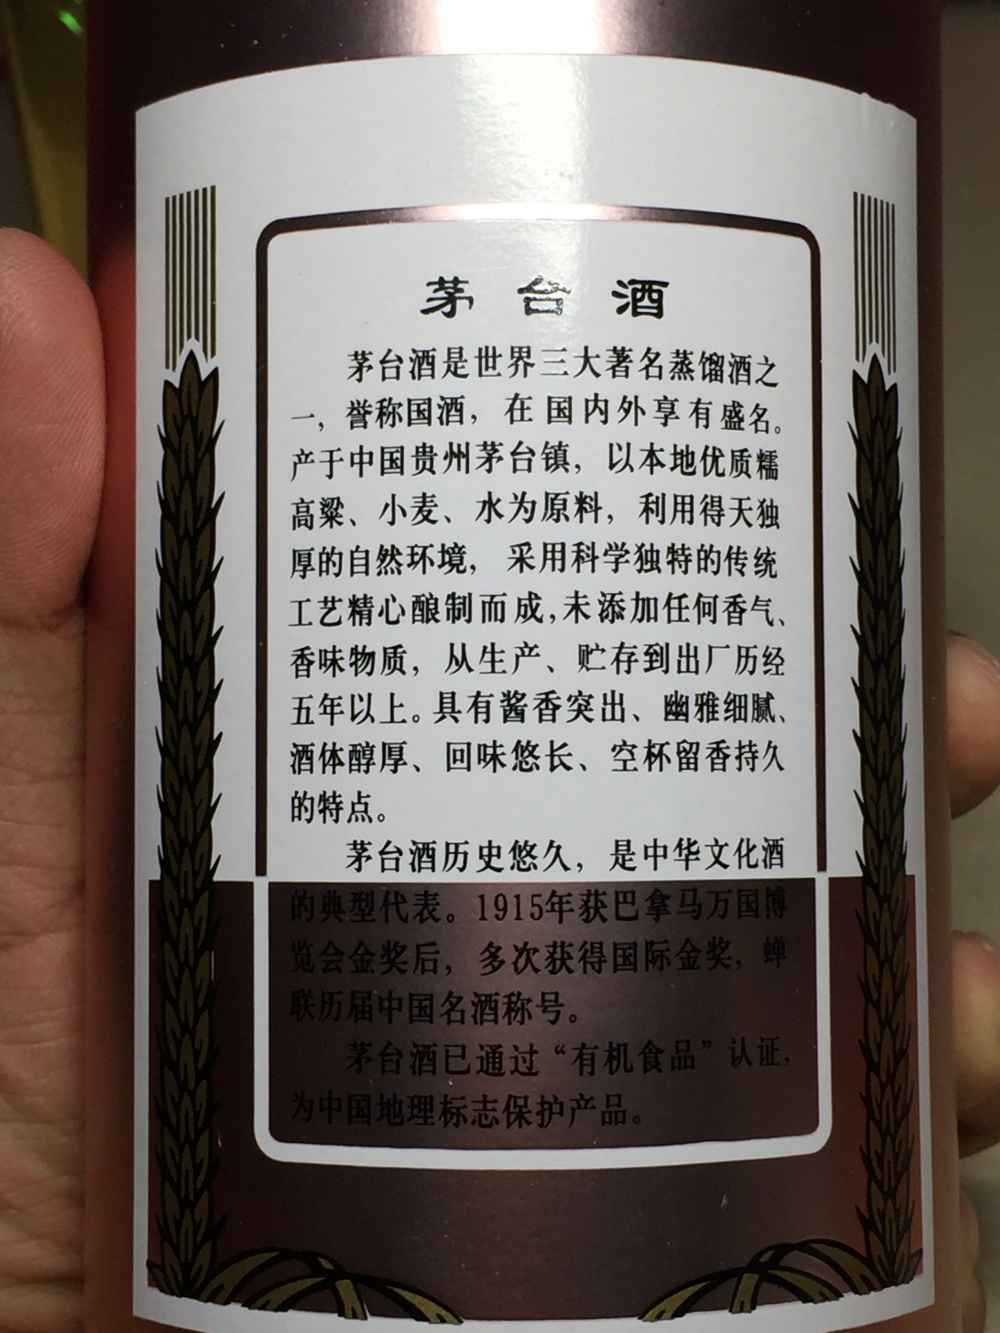 茅台酒
茅台酒是世界三大著名蒸馏酒之
一，誉称国酒，在国内外享有盛名。
产于中国贵州茅台镇，以本地优质糯
高粱、小麦、水为原料，利用得天独
厚的自然环境，采用科学独特的传统
工艺精心酿制而成，未添加任何香气、
香味物质，从生产、贮存到出厂历经
五年以上。具有酱香突出、幽雅细腻、
酒体醇厚、回味悠长、空杯留香持久
的特点。
茅台酒历史悠久，是中华文化酒
的典型代表。1915年获巴拿马万国博
览会金奖后，多次获得国际金奖，蝉
联历届中国名酒称号。
茅台酒已通过“有机食品”认证，
为中国地理标志保护产品。